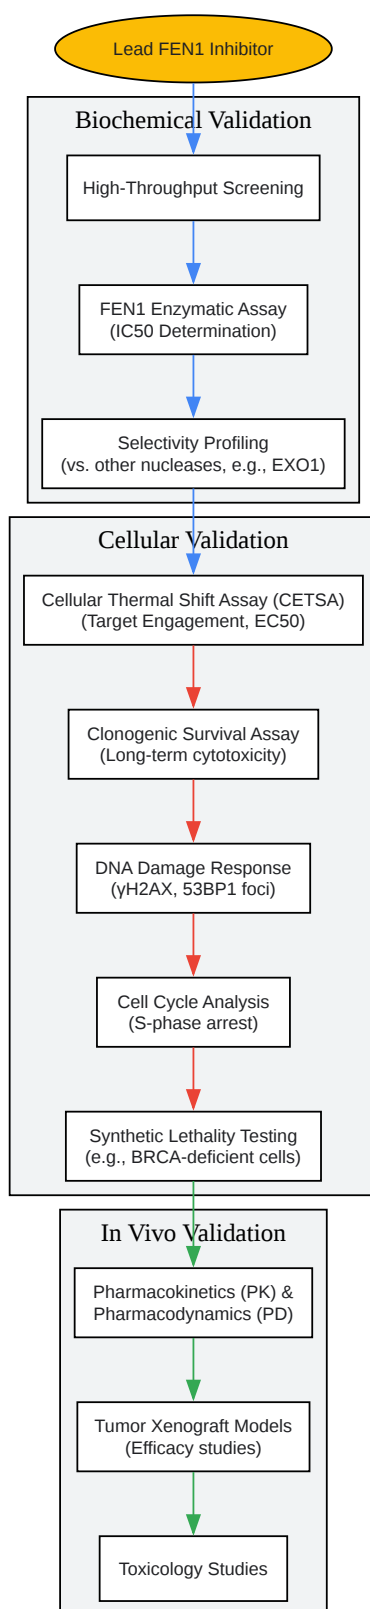 Lead FEN1 Inhibitor
Biochemical Validation
High-Throughput Screening
FEN1 Enzymatic Assay
(IC50 Determination)
Selectivity Profiling
(vs. other nucleases, e.g., EXO1)
Cellular Validation
Cellular Thermal Shift Assay (CETSA)
(Target Engagement, EC50)
Clonogenic Survival Assay
(Long-term cytotoxicity)
DNA Damage Response
(γH2AX, 53BP1 foci)
Cell Cycle Analysis
(S-phase arrest)
Synthetic Lethality Testing
(e.g., BRCA-deficient cells)
In Vivo Validation
Pharmacokinetics (PK) &
Pharmacodynamics (PD)
Tumor Xenograft Models
(Efficacy studies)
Toxicology Studies